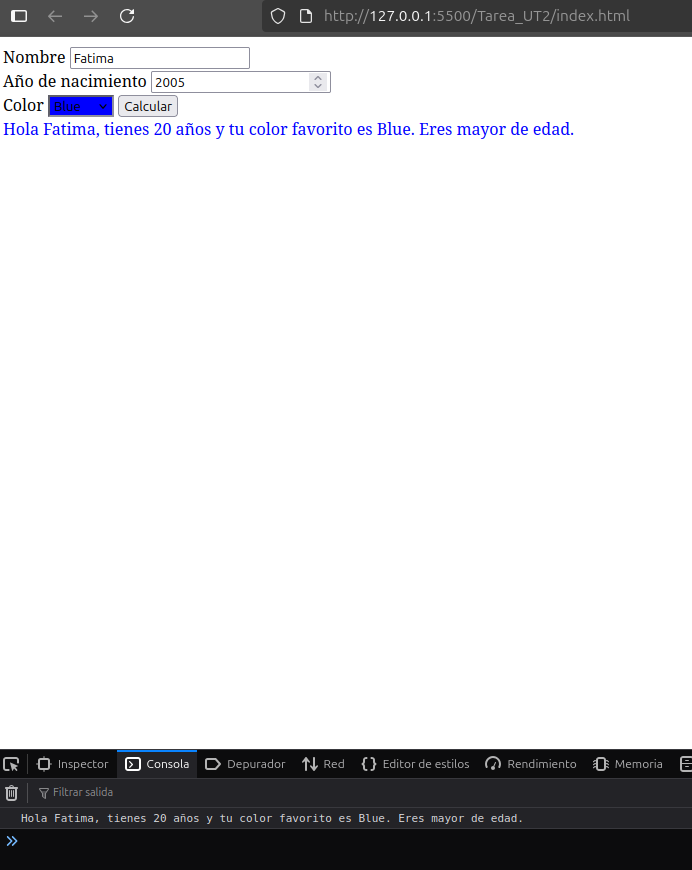 http://127.0.0.1:5500/Tarea_UT2/index.html
Nombre Fatima
Año de nacimiento 2005
Color Blue Calcular
Hola Fatima, tienes 20 años y tu color favorito es Blue. Eres mayor de edad.
Inspector Consola Depurador Red Editor de estilos Rendimiento Memoria
Filtrar salida
Hola Fatima, tienes 20 años y tu color favorito es Blue. Eres mayor de edad.